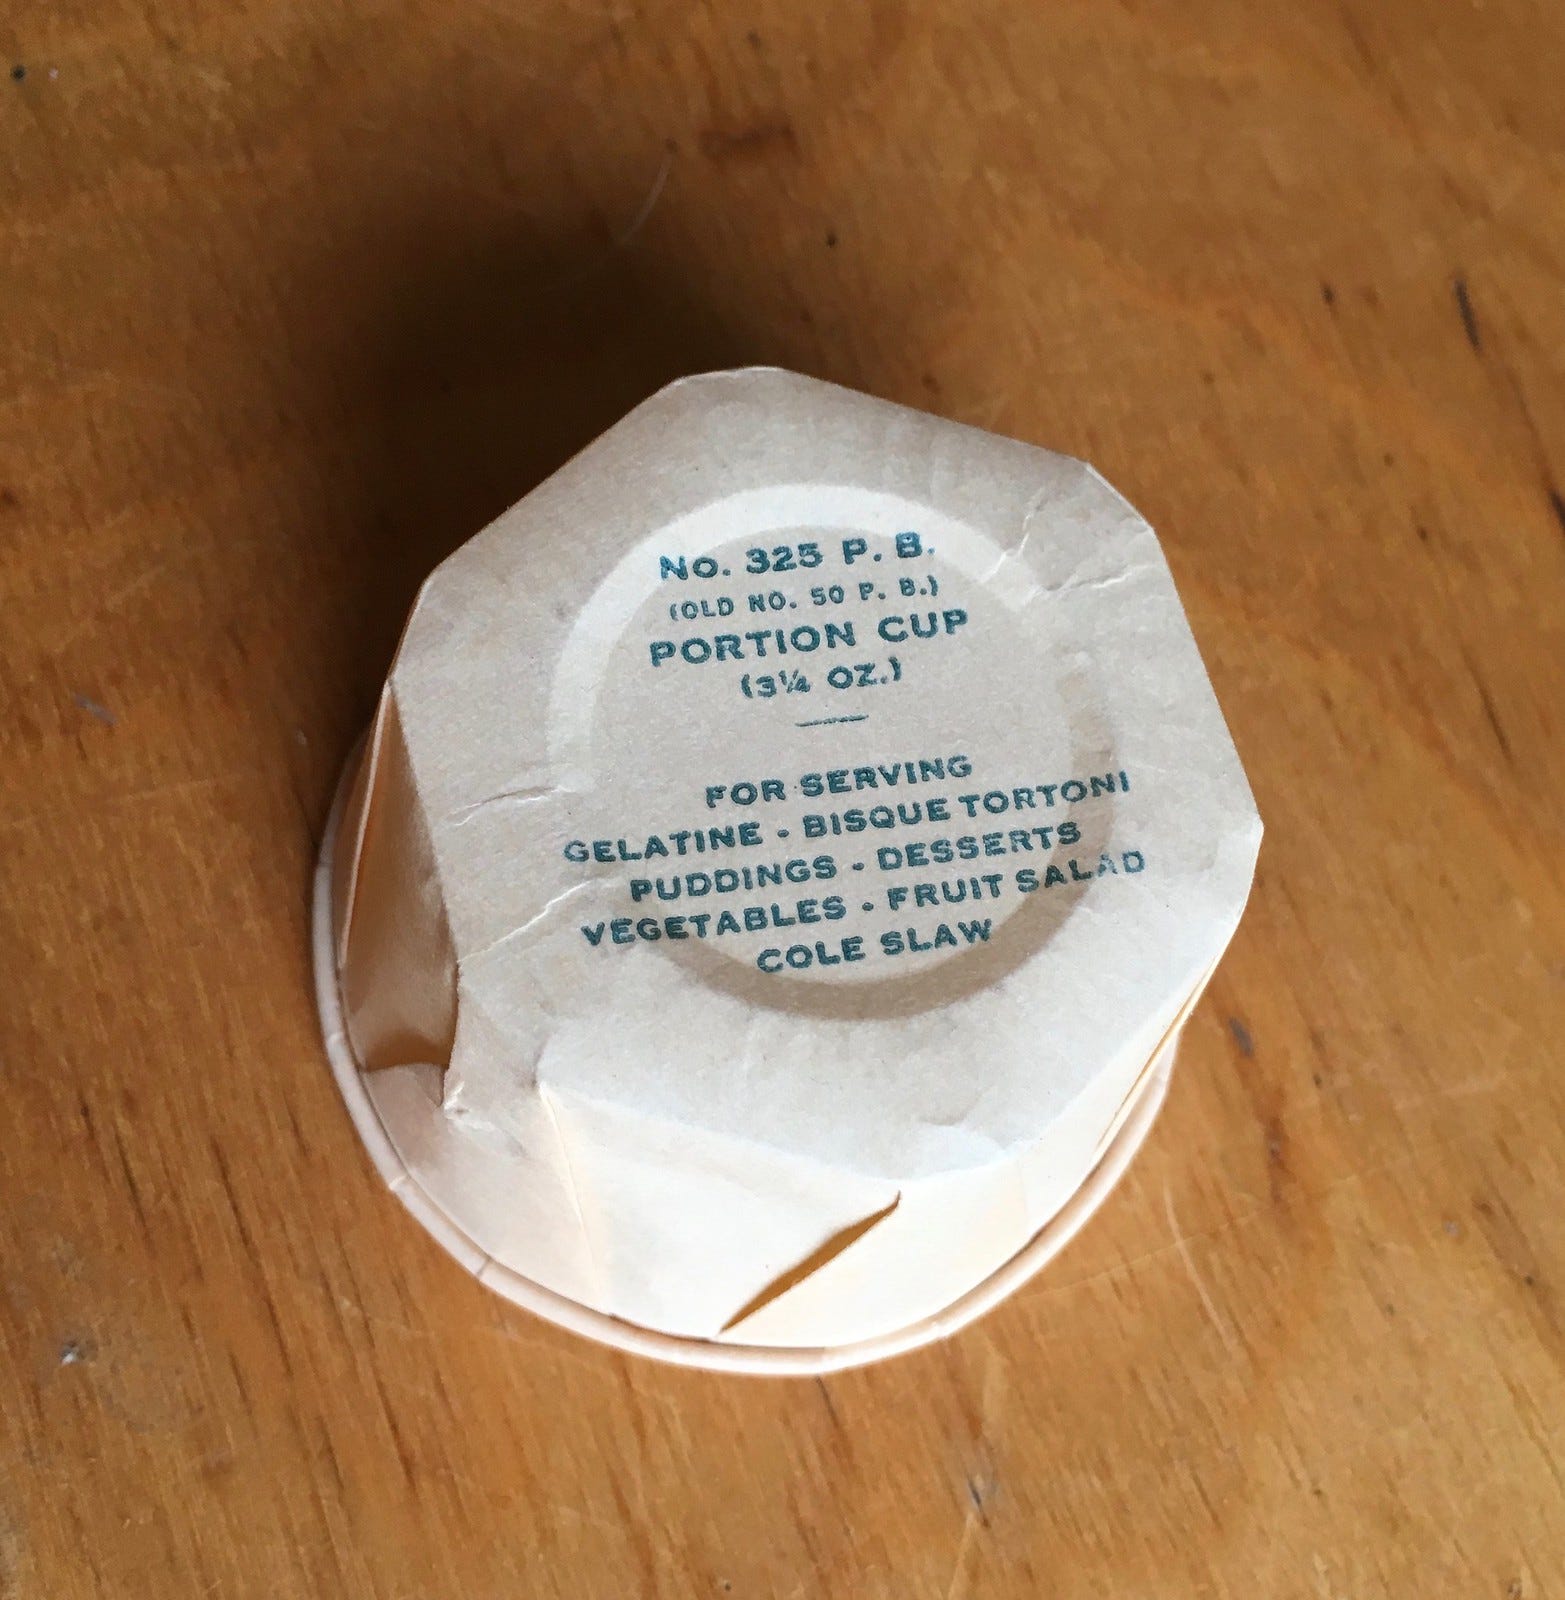 No. 325 P. B.
(OLD NO. 50 P. B.)
PORTION CUP
(3¼ OZ.)
FOR SERVING
GELATINE - BISQUE TORTONI
PUDDINGS - DESSERTS
VEGETABLES - FRUIT SALAD
COLE SLAW